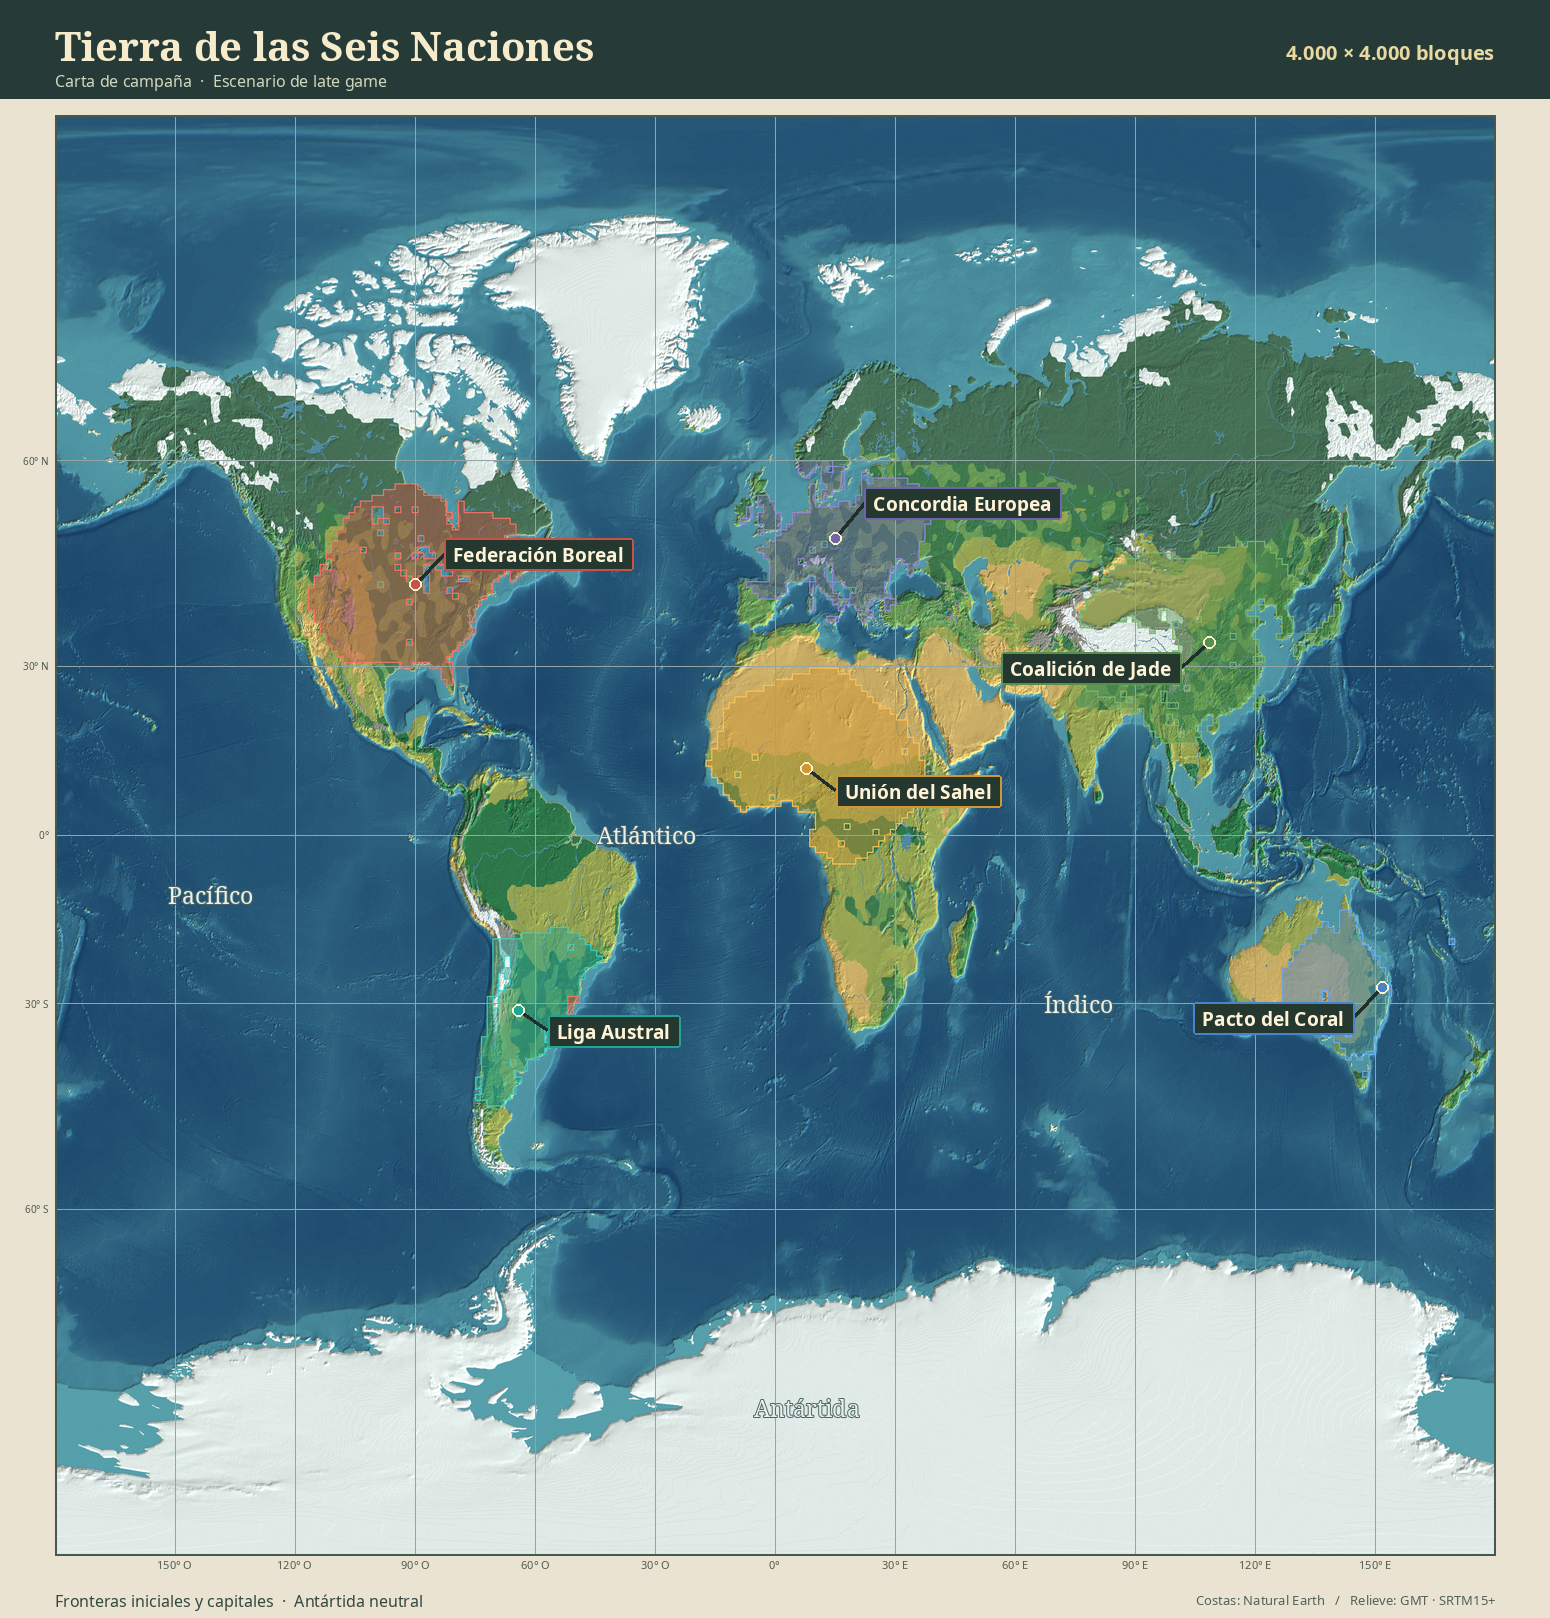 Tierra de las Seis Naciones
4.000 × 4.000 bloques
Carta de campaña · Escenario de late game
60° N
Concordia Europea
Federación Boreal
30° N
Coalición de Jade
Unión del Sahel
0°
Atlántico
Pacífico
30° S
Índico
Pacto del Coral
Liga Austral
60° S
Antártida
150° O
120° O
90° O
60° O
30° O
0°
30° E
60° E
90° E
120° E
150° E
Fronteras iniciales y capitales · Antártida neutral
Costas: Natural Earth / Relieve: GMT · SRTM15+